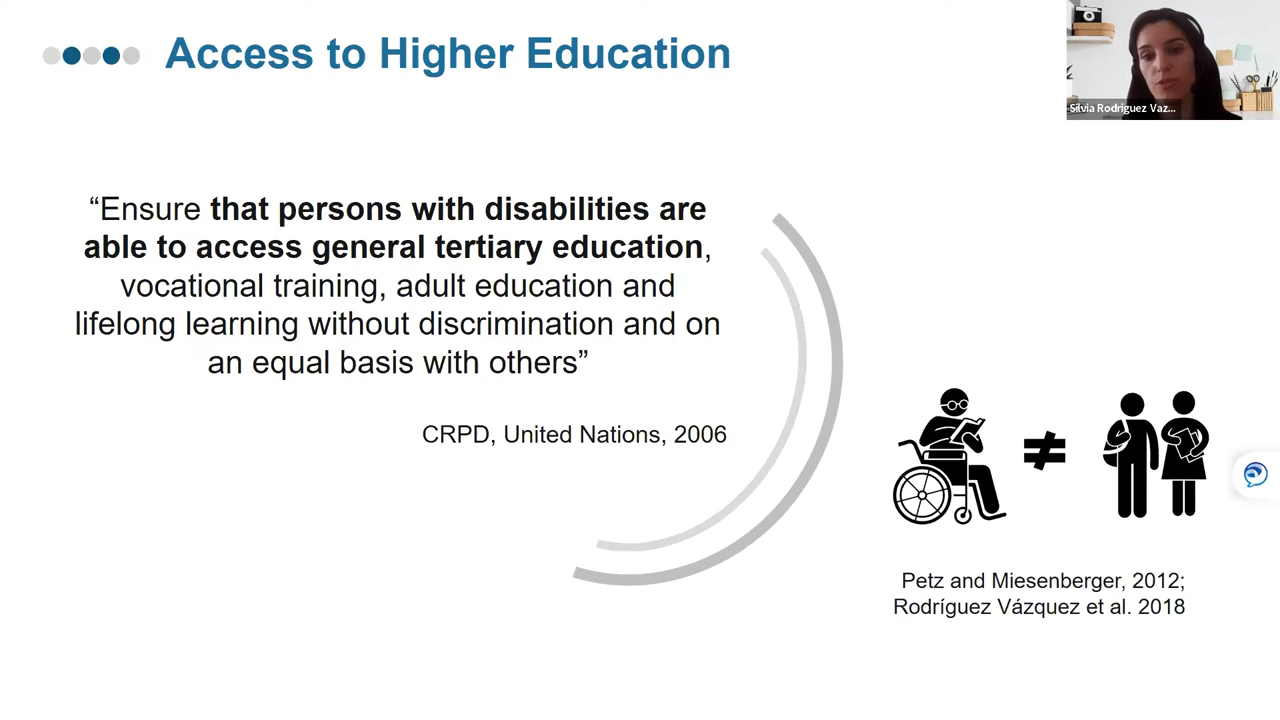 Access to Higher Education
Silvia Rodríguez Vaz...
“Ensure that persons with disabilities are
able to access general tertiary education,
vocational training, adult education and
lifelong learning without discrimination and on
an equal basis with others”
CRPD, United Nations, 2006
≠
Petz and Miesenberger, 2012;
Rodríguez Vázquez et al. 2018